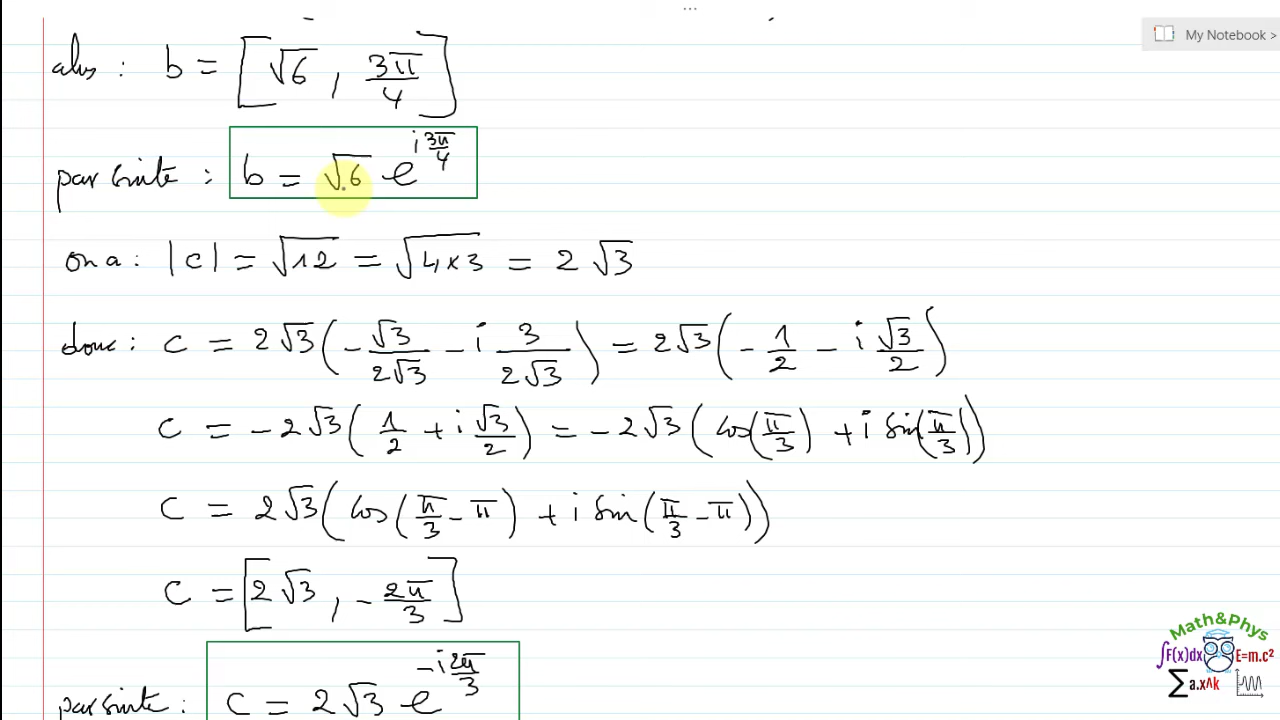 My Notebook >
alors : b = [√6 , 3π/4]
par suite : b = √6 e^(i 3π/4)
on a : |c| = √12 = √(4×3) = 2√3
donc : c = 2√3(-√3/(2√3) - i 3/(2√3)) = 2√3(-1/2 - i √3/2)
c = -2√3(1/2 + i √3/2) = -2√3(cos(π/3) + i sin(π/3))
c = 2√3(cos(π/3 - π) + i sin(π/3 - π))
c = [2√3 , -2π/3]
par suite : c = 2√3 e^(-i 2π/3)
Math&Phys
∫F(x)dx E=m.c²
∑ a.x∧k